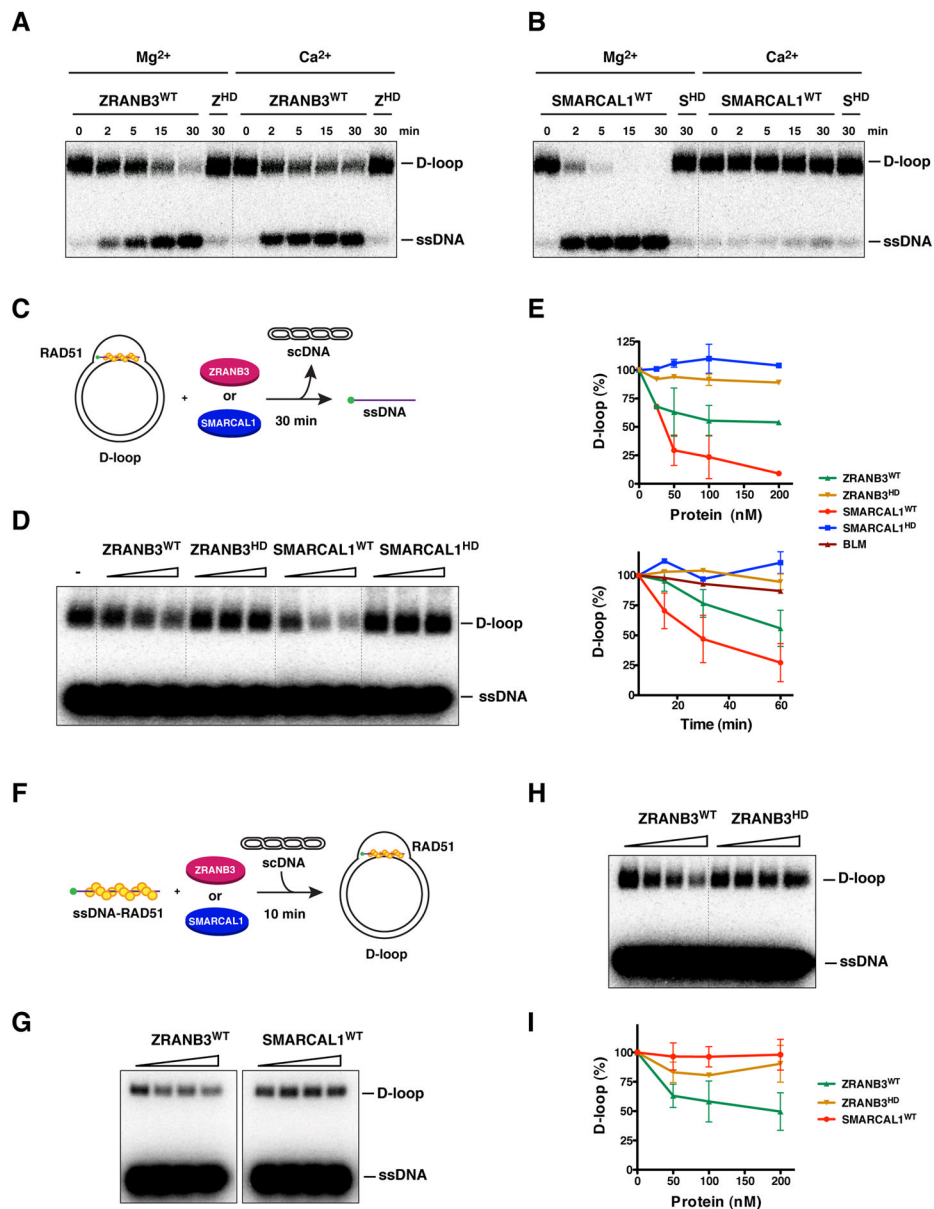 A
Mg2+ Ca2+
ZRANB3WT ZHD ZRANB3WT ZHD
0 2 5 15 30 30 0 2 5 15 30 30 min
D-loop
ssDNA
B
Mg2+ Ca2+
SMARCAL1WT SHD SMARCAL1WT SHD
0 2 5 15 30 30 0 2 5 15 30 30 min
D-loop
ssDNA
C
RAD51
D-loop
+
ZRANB3
or
SMARCAL1
scDNA
30 min
ssDNA
D
- ZRANB3WT ZRANB3HD SMARCAL1WT SMARCAL1HD
D-loop
ssDNA
E
D-loop (%)
125
100
75
50
25
0
0 50 100 150 200
Protein (nM)
D-loop (%)
100
75
50
25
0
20 40 60
Time (min)
ZRANB3WT
ZRANB3HD
SMARCAL1WT
SMARCAL1HD
BLM
F
ssDNA-RAD51
+
ZRANB3
or
SMARCAL1
scDNA
10 min
RAD51
D-loop
G
ZRANB3WT SMARCAL1WT
D-loop
ssDNA
H
ZRANB3WT ZRANB3HD
D-loop
ssDNA
I
D-loop (%)
100
75
50
25
0
0 50 100 150 200
Protein (nM)
ZRANB3WT
ZRANB3HD
SMARCAL1WT